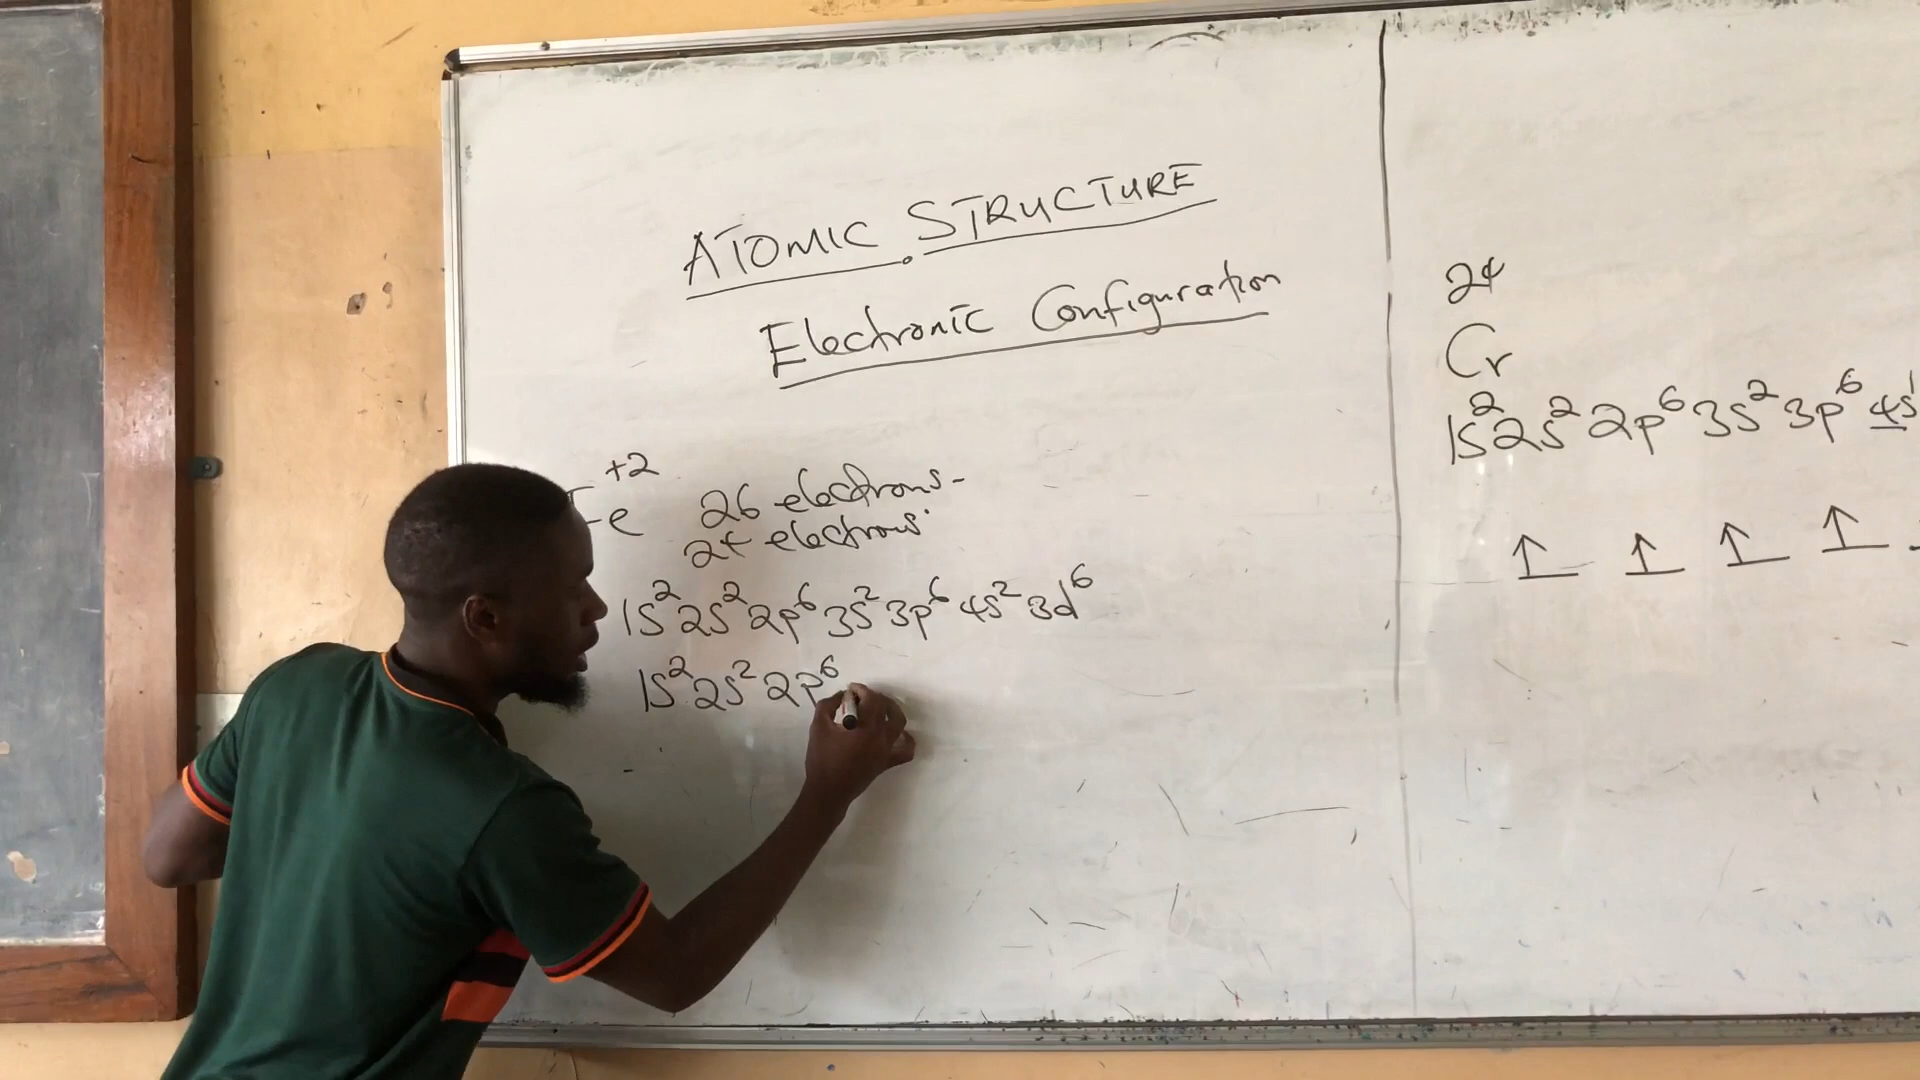 ATOMIC STRUCTURE
Electronic Configuration
Fe⁺²
26 electrons
24 electrons
1s² 2s² 2p⁶ 3s² 3p⁶ 4s² 3d⁶
1s² 2s² 2p⁶
24
Cr
1s² 2s² 2p⁶ 3s² 3p⁶ 4s¹
↑ ↑ ↑ ↑